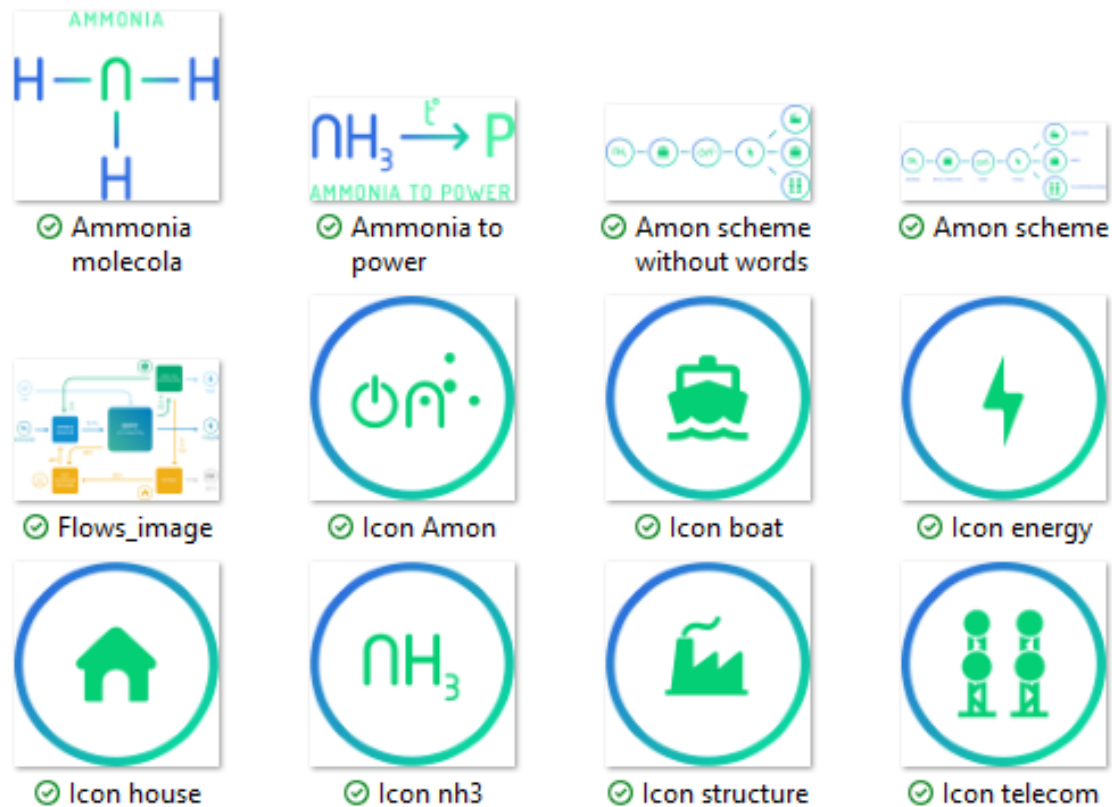 AMMONIA
H n H
H
Ammonia
molecola
t°
NH₃ P
AMMONIA TO POWER
Ammonia to
power
Amon scheme
without words
Amon scheme
Flows_image
Icon Amon
Icon boat
Icon energy
NH₃
Icon house
Icon nh3
Icon structure
Icon telecom